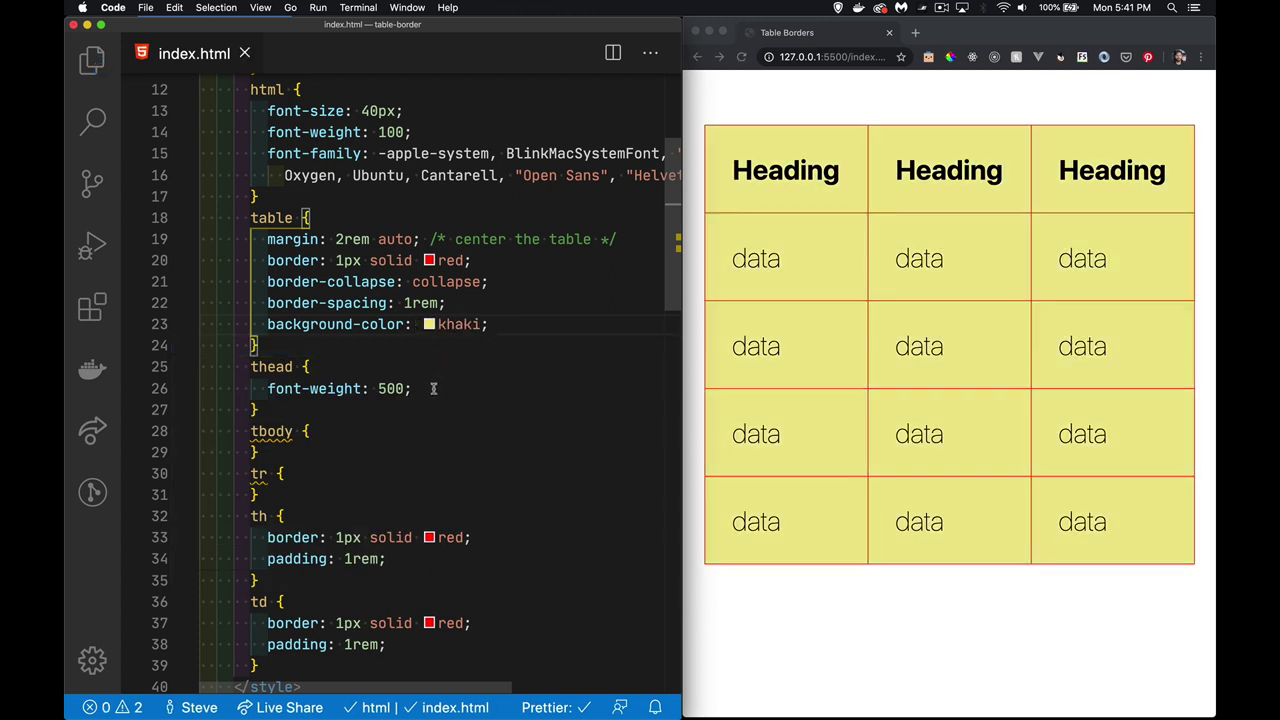 Code File Edit Selection View Go Run Terminal Window Help
100% Mon 5:41 PM
index.html — table-border
index.html
12 html {
13 font-size: 40px;
14 font-weight: 100;
15 font-family: -apple-system, BlinkMacSystemFont, "
16 Oxygen, Ubuntu, Cantarell, "Open Sans", "Helvet
17 }
18 table {
19 margin: 2rem auto; /* center the table */
20 border: 1px solid red;
21 border-collapse: collapse;
22 border-spacing: 1rem;
23 background-color: khaki;
24 }
25 thead {
26 font-weight: 500;
27 }
28 tbody {
29 }
30 tr {
31 }
32 th {
33 border: 1px solid red;
34 padding: 1rem;
35 }
36 td {
37 border: 1px solid red;
38 padding: 1rem;
39 }
40 </style>
0 2 Steve Live Share html index.html Prettier:
Table Borders
127.0.0.1:5500/index....
Heading Heading Heading
data data data
data data data
data data data
data data data